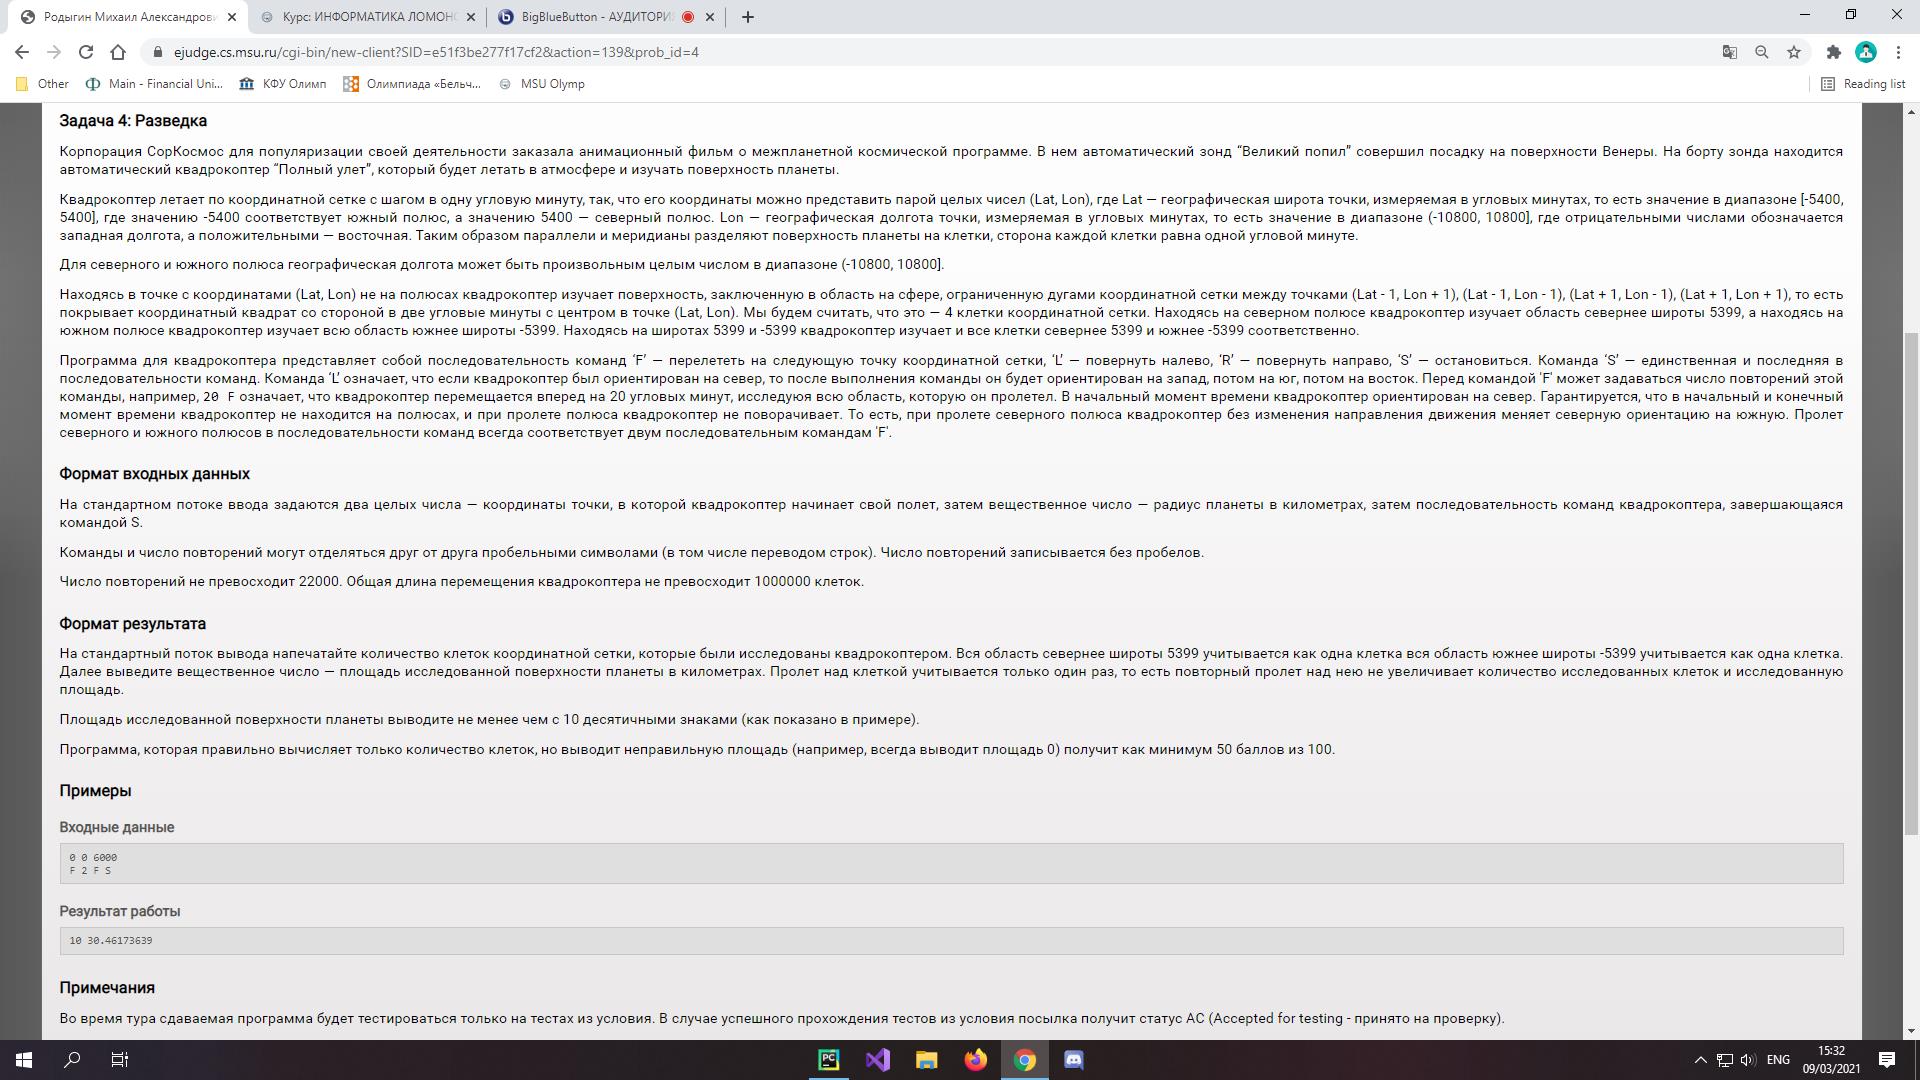 Родыгин Михаил Александрови
Курс: ИНФОРМАТИКА ЛОМОНО
BigBlueButton - АУДИТОРИ
ejudge.cs.msu.ru/cgi-bin/new-client?SID=e51f3be277f17cf2&action=139&prob_id=4
Other
Main - Financial Uni...
КФУ Олимп
Олимпиада «Бельч...
MSU Olymp
Reading list
Задача 4: Разведка
Корпорация СорКосмос для популяризации своей деятельности заказала анимационный фильм о межпланетной космической программе. В нем автоматический зонд “Великий попил” совершил посадку на поверхности Венеры. На борту зонда находится
автоматический квадрокоптер “Полный улет”, который будет летать в атмосфере и изучать поверхность планеты.
Квадрокоптер летает по координатной сетке с шагом в одну угловую минуту, так, что его координаты можно представить парой целых чисел (Lat, Lon), где Lat — географическая широта точки, измеряемая в угловых минутах, то есть значение в диапазоне [-5400,
5400], где значению -5400 соответствует южный полюс, а значению 5400 — северный полюс. Lon — географическая долгота точки, измеряемая в угловых минутах, то есть значение в диапазоне (-10800, 10800], где отрицательными числами обозначается
западная долгота, а положительными — восточная. Таким образом параллели и меридианы разделяют поверхность планеты на клетки, сторона каждой клетки равна одной угловой минуте.
Для северного и южного полюса географическая долгота может быть произвольным целым числом в диапазоне (-10800, 10800].
Находясь в точке с координатами (Lat, Lon) не на полюсах квадрокоптер изучает поверхность, заключенную в область на сфере, ограниченную дугами координатной сетки между точками (Lat - 1, Lon + 1), (Lat - 1, Lon - 1), (Lat + 1, Lon - 1), (Lat + 1, Lon + 1), то есть
покрывает координатный квадрат со стороной в две угловые минуты с центром в точке (Lat, Lon). Мы будем считать, что это — 4 клетки координатной сетки. Находясь на северном полюсе квадрокоптер изучает область севернее широты 5399, а находясь на
южном полюсе квадрокоптер изучает всю область южнее широты -5399. Находясь на широтах 5399 и -5399 квадрокоптер изучает и все клетки севернее 5399 и южнее -5399 соответственно.
Программа для квадрокоптера представляет собой последовательность команд ‘F’ — перелететь на следующую точку координатной сетки, ‘L’ — повернуть налево, ‘R’ — повернуть направо, ‘S’ — остановиться. Команда ‘S’ — единственная и последняя в
последовательности команд. Команда ‘L’ означает, что если квадрокоптер был ориентирован на север, то после выполнения команды он будет ориентирован на запад, потом на юг, потом на восток. Перед командой 'F' может задаваться число повторений этой
команды, например, 20 F означает, что квадрокоптер перемещается вперед на 20 угловых минут, исследуюя всю область, которую он пролетел. В начальный момент времени квадрокоптер ориентирован на север. Гарантируется, что в начальный и конечный
момент времени квадрокоптер не находится на полюсах, и при пролете полюса квадрокоптер не поворачивает. То есть, при пролете северного полюса квадрокоптер без изменения направления движения меняет северную ориентацию на южную. Пролет
северного и южного полюсов в последовательности команд всегда соответствует двум последовательным командам 'F'.
Формат входных данных
На стандартном потоке ввода задаются два целых числа — координаты точки, в которой квадрокоптер начинает свой полет, затем вещественное число — радиус планеты в километрах, затем последовательность команд квадрокоптера, завершающаяся
командой S.
Команды и число повторений могут отделяться друг от друга пробельными символами (в том числе переводом строк). Число повторений записывается без пробелов.
Число повторений не превосходит 22000. Общая длина перемещения квадрокоптера не превосходит 1000000 клеток.
Формат результата
На стандартный поток вывода напечатайте количество клеток координатной сетки, которые были исследованы квадрокоптером. Вся область севернее широты 5399 учитывается как одна клетка вся область южнее широты -5399 учитывается как одна клетка.
Далее выведите вещественное число — площадь исследованной поверхности планеты в километрах. Пролет над клеткой учитывается только один раз, то есть повторный пролет над нею не увеличивает количество исследованных клеток и исследованную
площадь.
Площадь исследованной поверхности планеты выводите не менее чем с 10 десятичными знаками (как показано в примере).
Программа, которая правильно вычисляет только количество клеток, но выводит неправильную площадь (например, всегда выводит площадь 0) получит как минимум 50 баллов из 100.
Примеры
Входные данные
0 0 6000
F 2 F S
Результат работы
10 30.46173639
Примечания
Во время тура сдаваемая программа будет тестироваться только на тестах из условия. В случае успешного прохождения тестов из условия посылка получит статус AC (Accepted for testing - принято на проверку).
ENG
15:32
09/03/2021